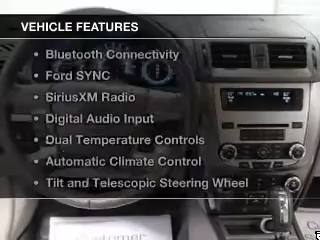 VEHICLE FEATURES
• Bluetooth Connectivity
• Ford SYNC
• SiriusXM Radio
• Digital Audio Input
• Dual Temperature Controls
• Automatic Climate Control
• Tilt and Telescopic Steering Wheel
Customer